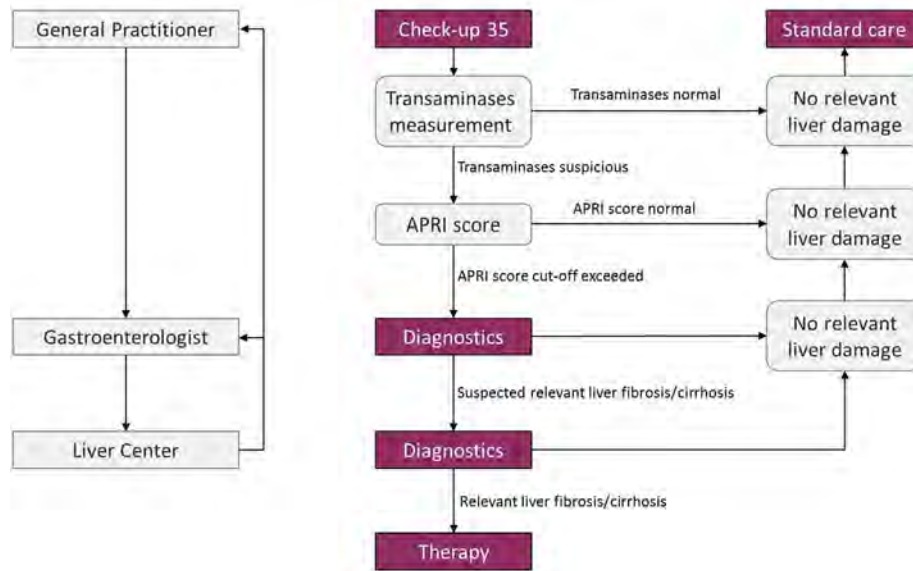 General Practitioner
Gastroenterologist
Liver Center
Check-up 35
Transaminases
measurement
Transaminases normal
Transaminases suspicious
APRI score
APRI score normal
APRI score cut-off exceeded
Diagnostics
Suspected relevant liver fibrosis/cirrhosis
Diagnostics
Relevant liver fibrosis/cirrhosis
Therapy
Standard care
No relevant
liver damage
No relevant
liver damage
No relevant
liver damage